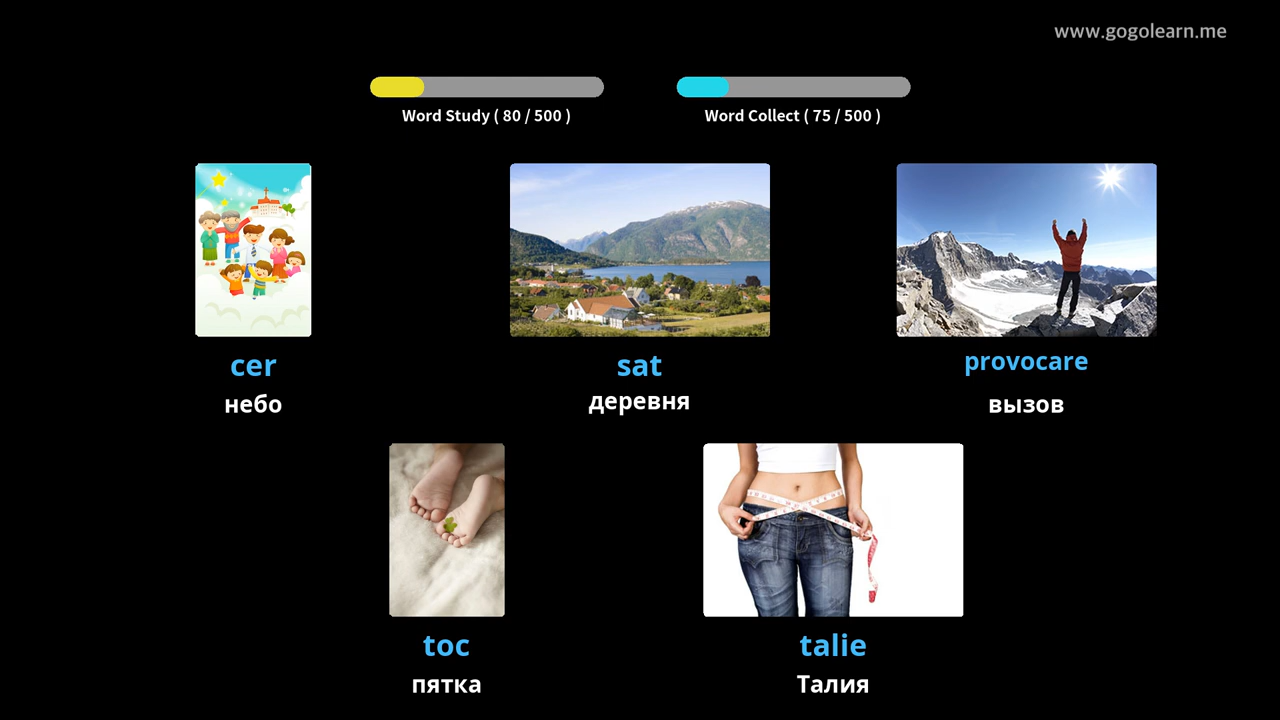 www.gogolearn.me
Word Study ( 80 / 500 )
Word Collect ( 75 / 500 )
cer
небо
sat
деревня
provocare
вызов
toc
пятка
talie
Талия